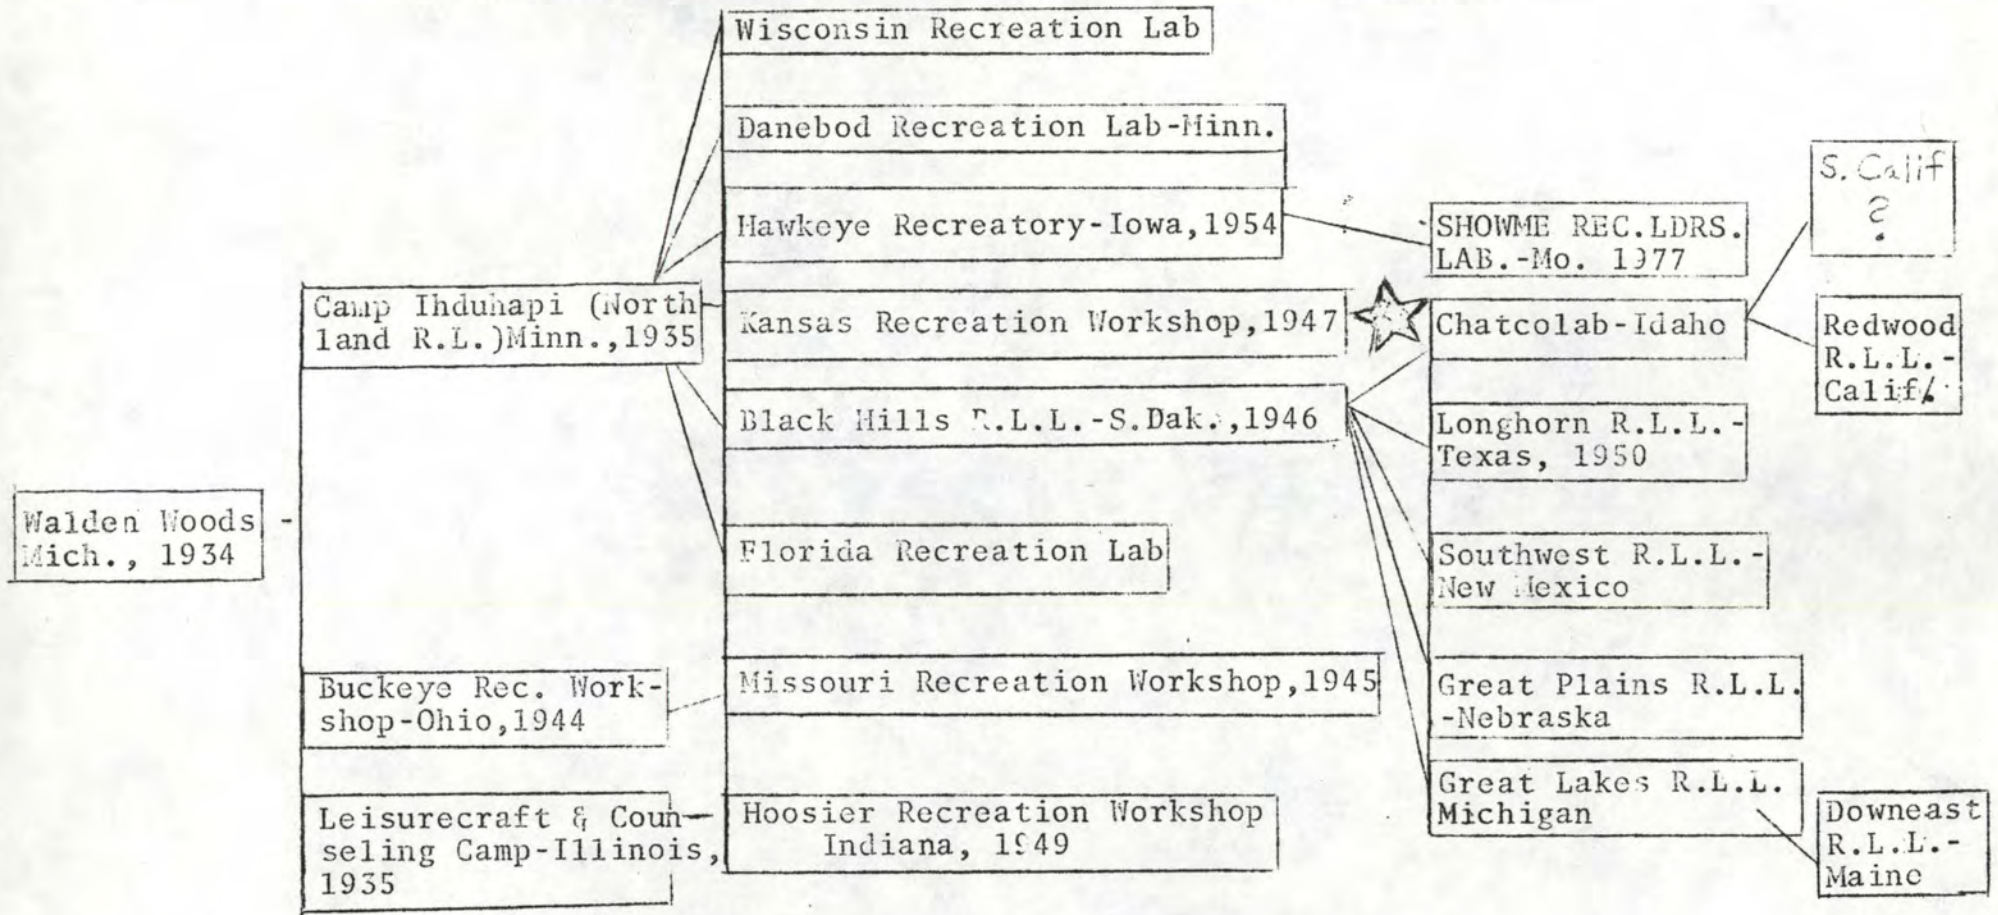 Wisconsin Recreation Lab
Danebod Recreation Lab-Minn.
Hawkeye Recreatory-Iowa,1954
Camp Ihduhapi (North
land R.L.)Minn.,1935
Kansas Recreation Workshop,1947
Black Hills R.L.L.-S.Dak.,1946
Florida Recreation Lab
Walden Woods -
Mich., 1934
Buckeye Rec. Work-
shop-Ohio,1944
Missouri Recreation Workshop,1945
Leisurecraft & Coun-
seling Camp-Illinois,
1935
Hoosier Recreation Workshop
Indiana, 1949
SHOWME REC.LDRS.
LAB.-Mo. 1977
Chatcolab-Idaho
Longhorn R.L.L.-
Texas, 1950
Southwest R.L.L.-
New Mexico
Great Plains R.L.L.
-Nebraska
Great Lakes R.L.L.
Michigan
S. Calif
?
Redwood
R.L.L.-
Calif.
Downeast
R.L.L.-
Maine